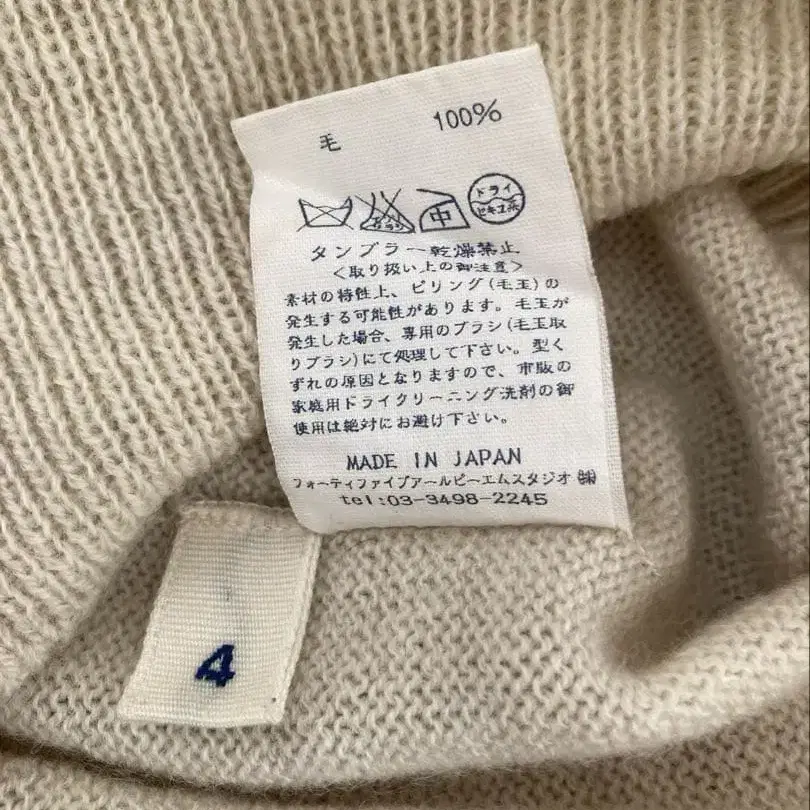 毛 100%
中 ドライ セキユ系
タンブラー乾燥禁止
<取り扱い上の御注意>
素材の特性上、ピリング(毛玉)の
発生する可能性があります。毛玉が
発生した場合、専用のブラシ(毛玉取
りブラシ)にて処理して下さい。型く
ずれの原因となりますので、市販の
家庭用ドライクリーニング洗剤の御
使用は絶対にお避け下さい。
MADE IN JAPAN
フォーティファイブアールピーエムスタジオ㈱
tel:03-3498-2245
4